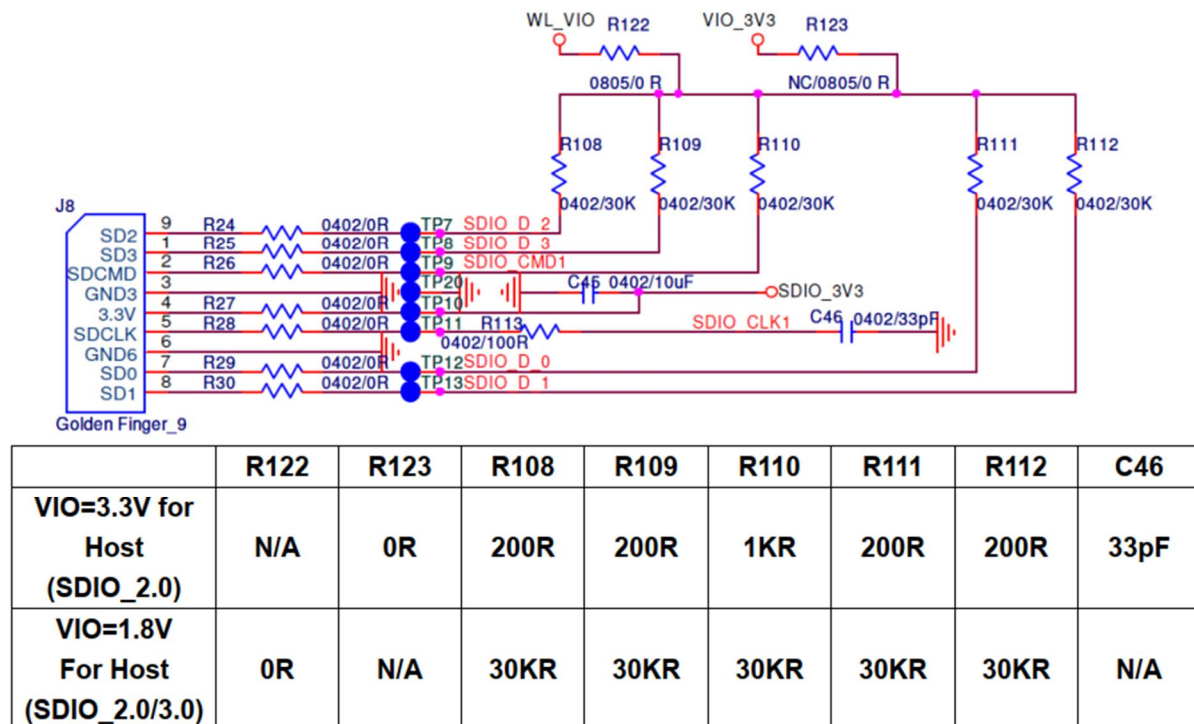 WL_VIO R122 VIO_3V3 R123
0805/0 R NC/0805/0 R
R108 R109 R110 R111 R112
0402/30K 0402/30K 0402/30K 0402/30K 0402/30K
J8
SD2 9 R24 0402/0R TP7 SDIO_D_2
SD3 1 R25 0402/0R TP8 SDIO_D_3
SDCMD 2 R26 0402/0R TP9 SDIO_CMD1
GND3 3 TP20 C45 0402/10uF SDIO_3V3
3.3V 4 R27 0402/0R TP10
SDCLK 5 R28 0402/0R TP11 R113 0402/100R SDIO_CLK1 C46 0402/33pF
GND6 6
SD0 7 R29 0402/0R TP12 SDIO_D_0
SD1 8 R30 0402/0R TP13 SDIO_D_1
Golden Finger_9
R122 R123 R108 R109 R110 R111 R112 C46
VIO=3.3V for
Host
(SDIO_2.0)
N/A 0R 200R 200R 1KR 200R 200R 33pF
VIO=1.8V
For Host
(SDIO_2.0/3.0)
0R N/A 30KR 30KR 30KR 30KR 30KR N/A